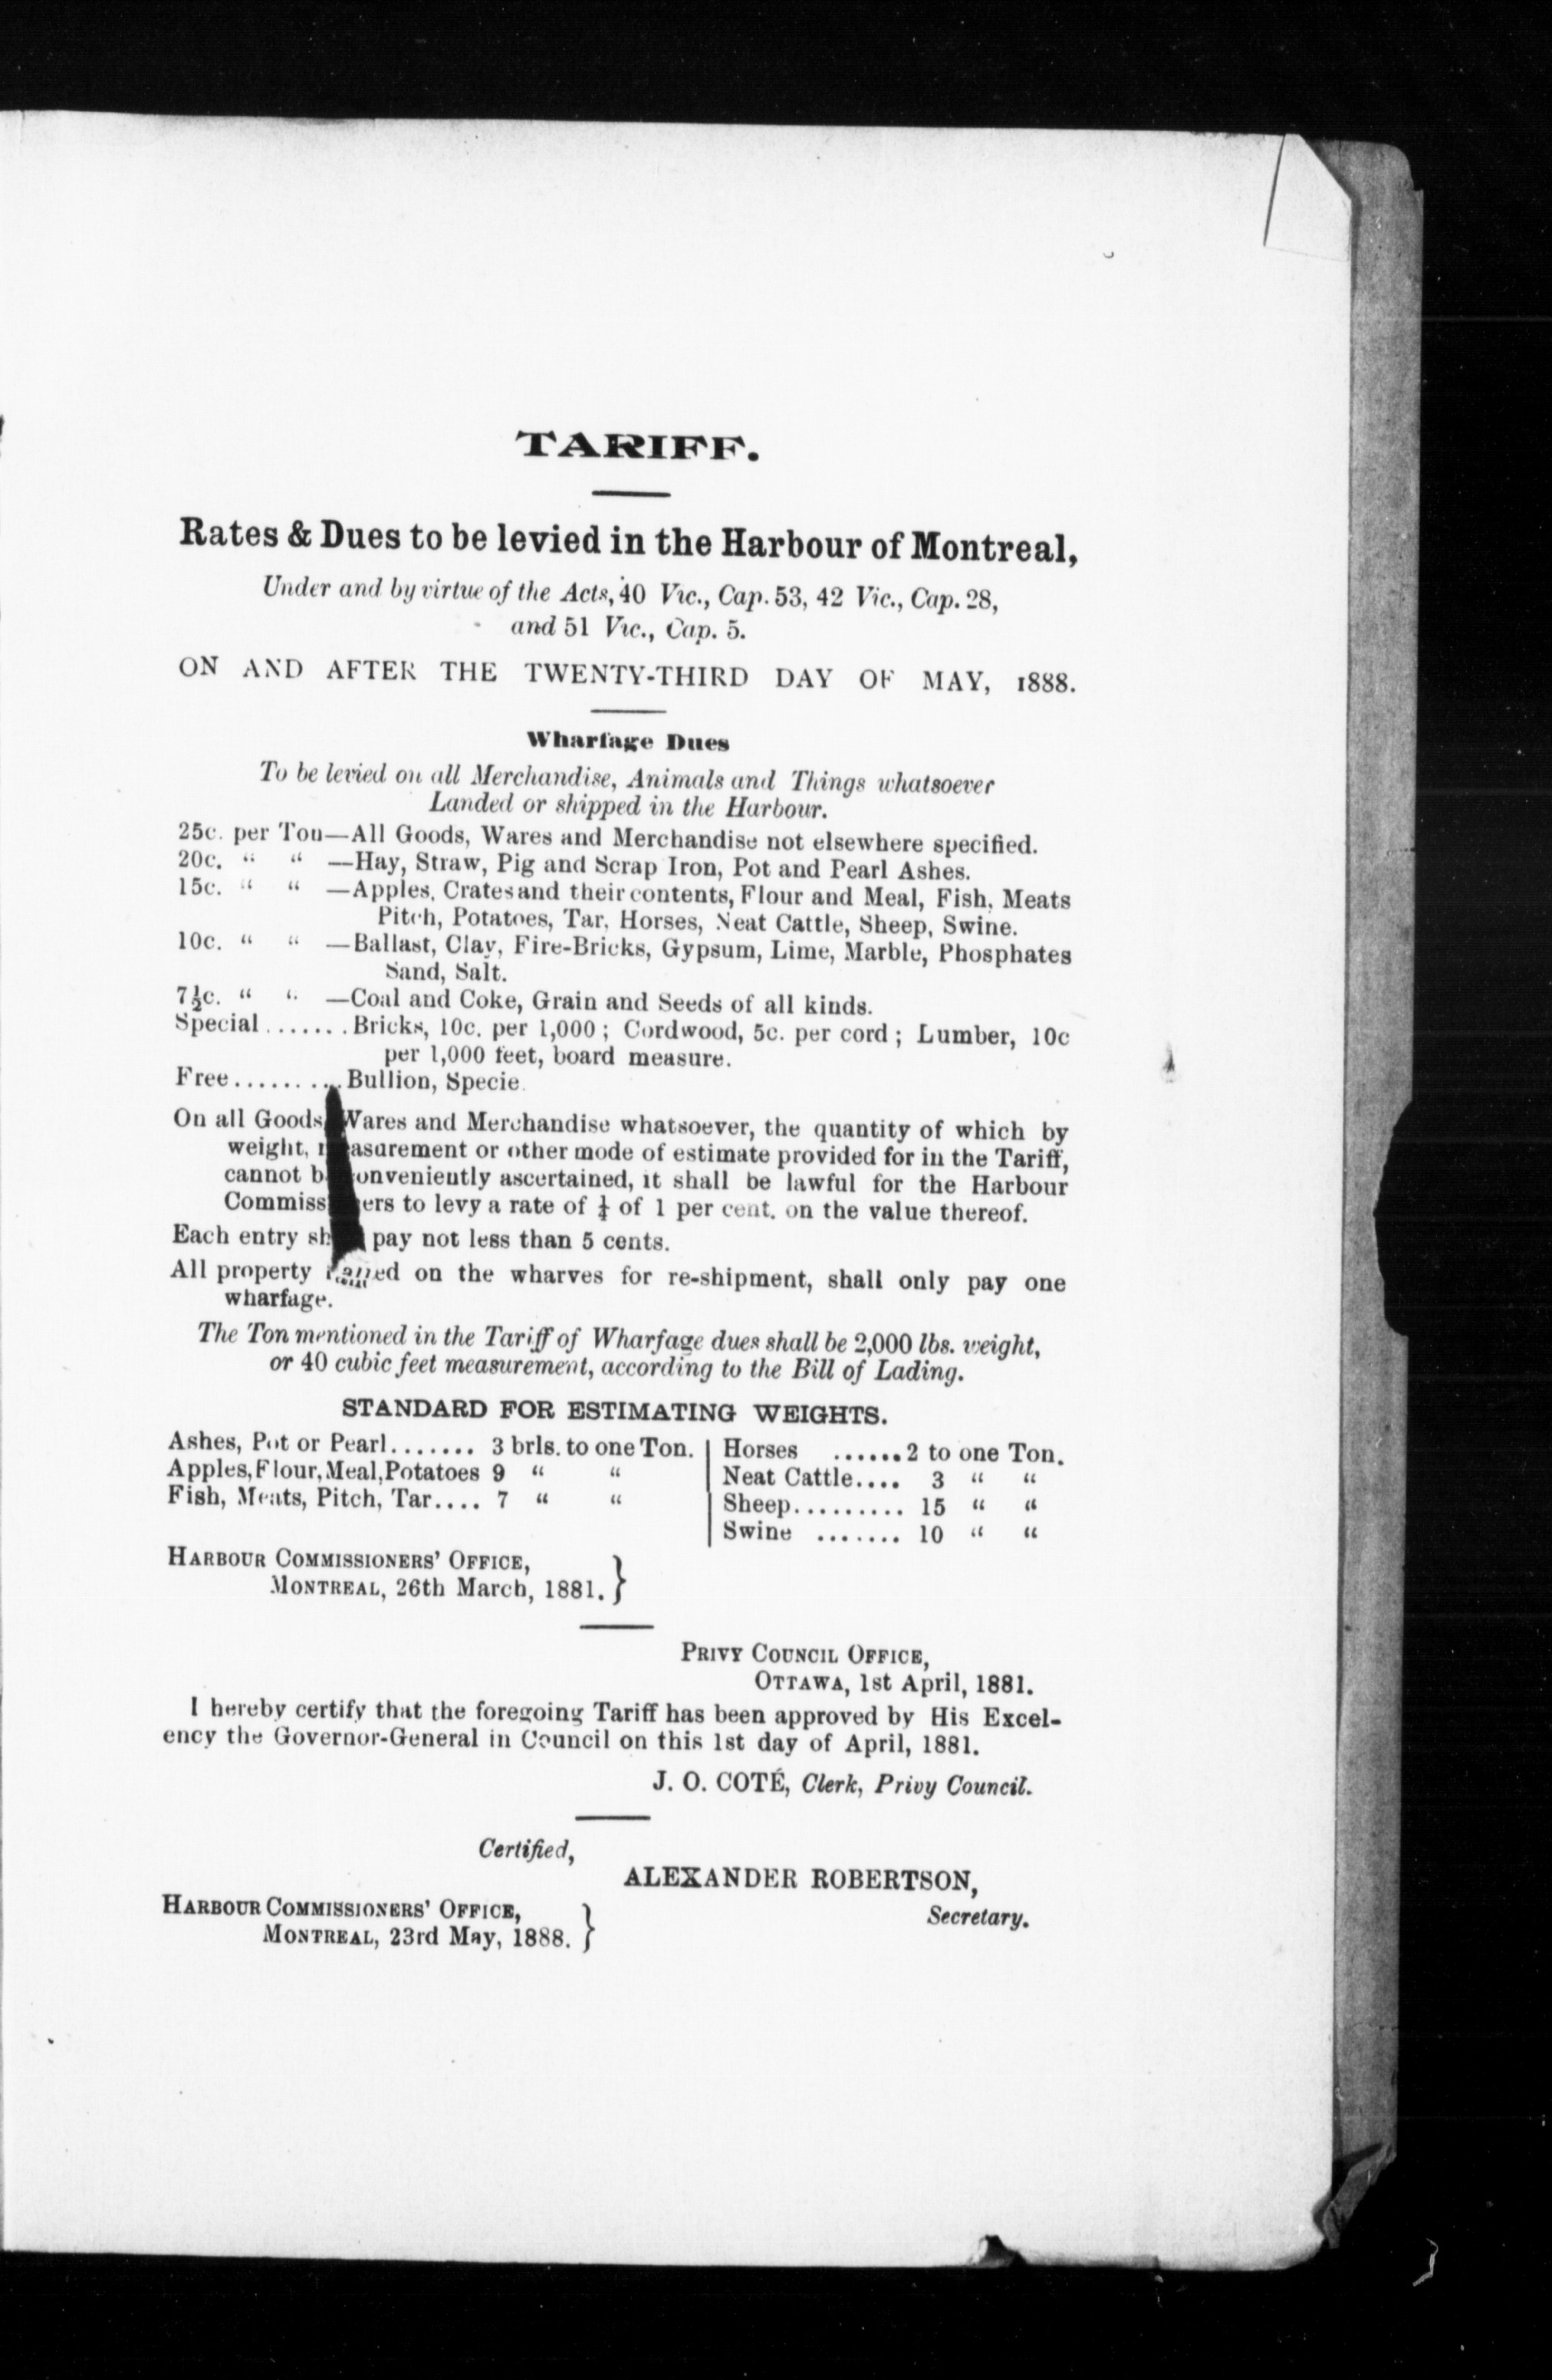 TARIFF.
Rates & Dues to be levied in the Harbour of Montreal,
Under and by virtue of the Acts, 40 Vic., Cap. 53, 42 Vic., Cap. 28,
and 51 Vic., Cap. 5.
ON AND AFTER THE TWENTY-THIRD DAY OF MAY, 1888.
Wharfage Dues
To be levied on all Merchandise, Animals and Things whatsoever
Landed or shipped in the Harbour.
25c. per Ton—All Goods, Wares and Merchandise not elsewhere specified.
20c. “ “ —Hay, Straw, Pig and Scrap Iron, Pot and Pearl Ashes.
15c. “ “ —Apples, Crates and their contents, Flour and Meal, Fish, Meats
Pitch, Potatoes, Tar, Horses, Neat Cattle, Sheep, Swine.
10c. “ “ —Ballast, Clay, Fire-Bricks, Gypsum, Lime, Marble, Phosphates
Sand, Salt.
7½c. “ “ —Coal and Coke, Grain and Seeds of all kinds.
Special.......Bricks, 10c. per 1,000; Cordwood, 5c. per cord; Lumber, 10c
per 1,000 feet, board measure.
Free..........Bullion, Specie.
On all Goods, Wares and Merchandise whatsoever, the quantity of which by
weight, measurement or other mode of estimate provided for in the Tariff,
cannot b conveniently ascertained, it shall be lawful for the Harbour
Commiss ers to levy a rate of ¼ of 1 per cent. on the value thereof.
Each entry sh pay not less than 5 cents.
All property on the wharves for re-shipment, shall only pay one
wharfage.
The Ton mentioned in the Tariff of Wharfage dues shall be 2,000 lbs. weight,
or 40 cubic feet measurement, according to the Bill of Lading.
STANDARD FOR ESTIMATING WEIGHTS.
Ashes, Pot or Pearl....... 3 brls. to one Ton.
Apples, Flour, Meal, Potatoes 9 “ “
Fish, Meats, Pitch, Tar.... 7 “ “
Horses ......2 to one Ton.
Neat Cattle.... 3 “ “
Sheep.......... 15 “ “
Swine ....... 10 “ “
HARBOUR COMMISSIONERS' OFFICE,
MONTREAL, 26th March, 1881. }
PRIVY COUNCIL OFFICE,
OTTAWA, 1st April, 1881.
I hereby certify that the foregoing Tariff has been approved by His Excel-
ency the Governor-General in Council on this 1st day of April, 1881.
J. O. COTÉ, Clerk, Privy Council.
Certified,
ALEXANDER ROBERTSON,
Secretary.
HARBOUR COMMISSIONERS' OFFICE,
MONTREAL, 23rd May, 1888. }